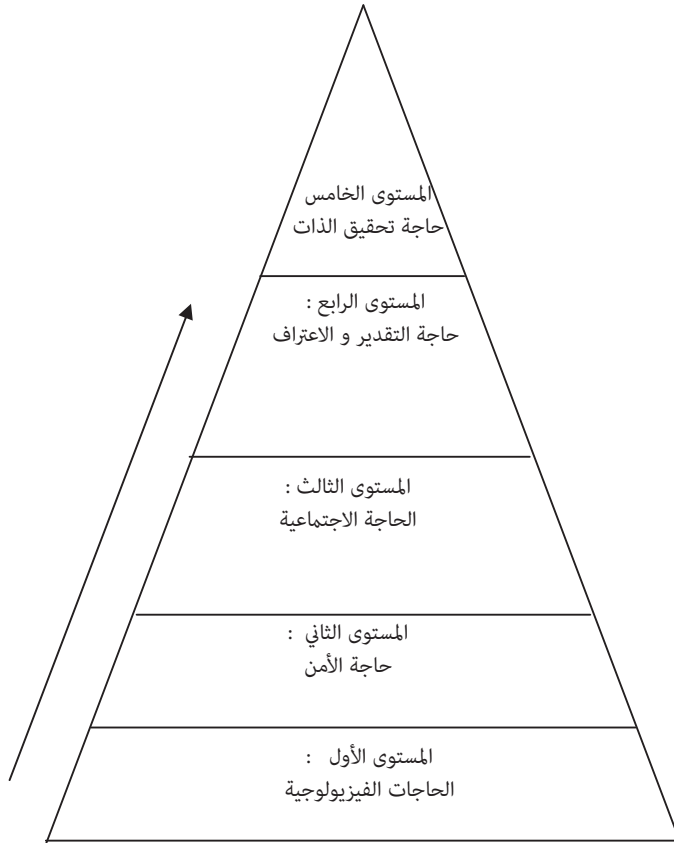 المستوى الخامس
حاجة تحقيق الذات
المستوى الرابع :
حاجة التقدير و الاعتراف
المستوى الثالث :
الحاجة الاجتماعية
المستوى الثاني :
حاجة الأمن
المستوى الأول :
الحاجات الفيزيولوجية